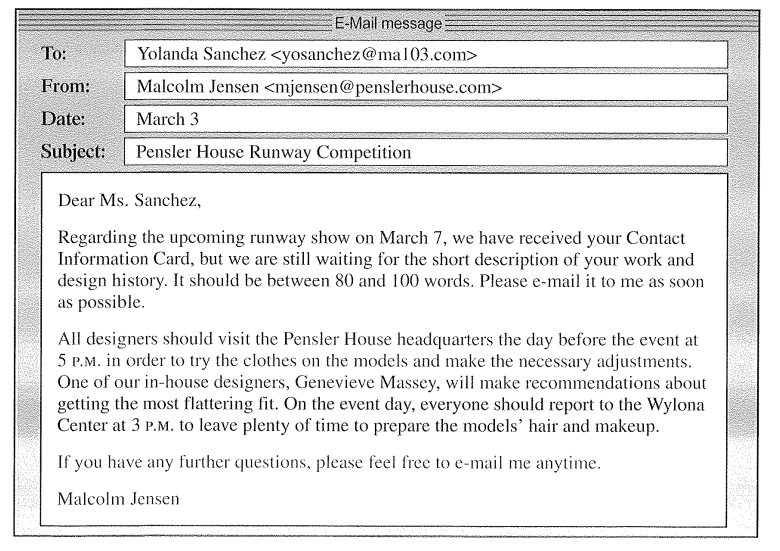 E-Mail message
To: Yolanda Sanchez <yosanchez@ma103.com>
From: Malcolm Jensen <mjensen@penslerhouse.com>
Date: March 3
Subject: Pensler House Runway Competition
Dear Ms. Sanchez,
Regarding the upcoming runway show on March 7, we have received your Contact
Information Card, but we are still waiting for the short description of your work and
design history. It should be between 80 and 100 words. Please e-mail it to me as soon
as possible.
All designers should visit the Pensler House headquarters the day before the event at
5 P.M. in order to try the clothes on the models and make the necessary adjustments.
One of our in-house designers, Genevieve Massey, will make recommendations about
getting the most flattering fit. On the event day, everyone should report to the Wylona
Center at 3 P.M. to leave plenty of time to prepare the models' hair and makeup.
If you have any further questions, please feel free to e-mail me anytime.
Malcolm Jensen